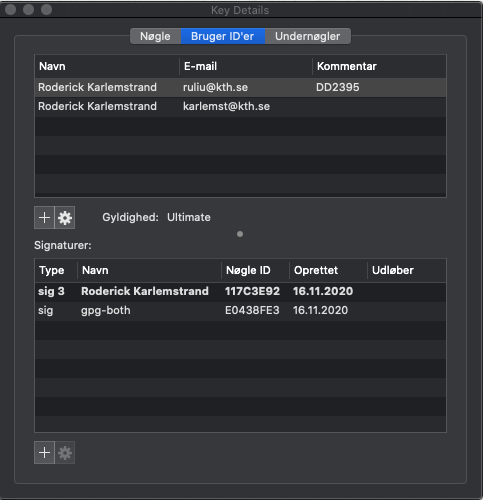 Key Details
Nøgle Bruger ID'er Undernøgler
Navn E-mail Kommentar
Roderick Karlemstrand ruliu@kth.se DD2395
Roderick Karlemstrand karlemst@kth.se
Gyldighed: Ultimate
Signaturer:
Type Navn Nøgle ID Oprettet Udløber
sig 3 Roderick Karlemstrand 117C3E92 16.11.2020
sig gpg-both E0438FE3 16.11.2020